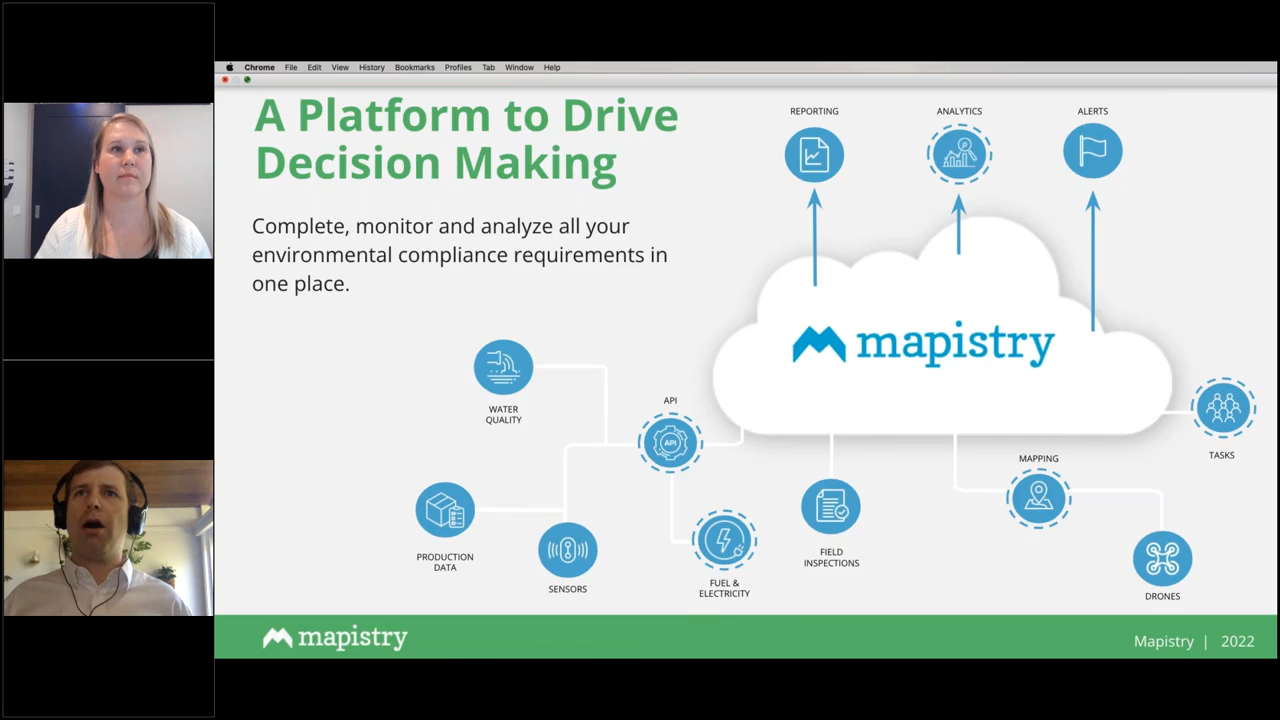 Chrome File Edit View History Bookmarks Profiles Tab Window Help
A Platform to Drive
Decision Making
Complete, monitor and analyze all your
environmental compliance requirements in
one place.
REPORTING
ANALYTICS
ALERTS
mapistry
WATER
QUALITY
API
API
TASKS
MAPPING
PRODUCTION
DATA
SENSORS
FUEL &
ELECTRICITY
FIELD
INSPECTIONS
DRONES
mapistry
Mapistry | 2022